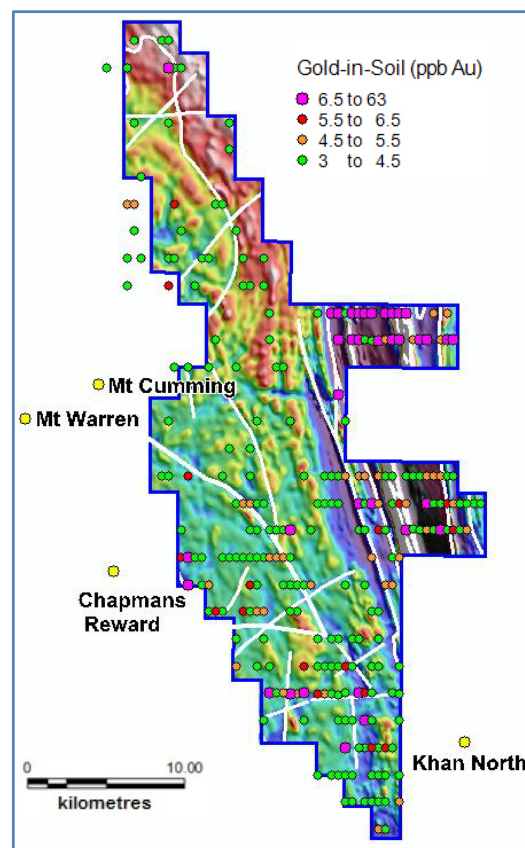 Gold-in-Soil (ppb Au)
6.5 to 63
5.5 to 6.5
4.5 to 5.5
3 to 4.5
Mt Cumming
Mt Warren
Chapmans
Reward
Khan North
0 10.00
kilometres